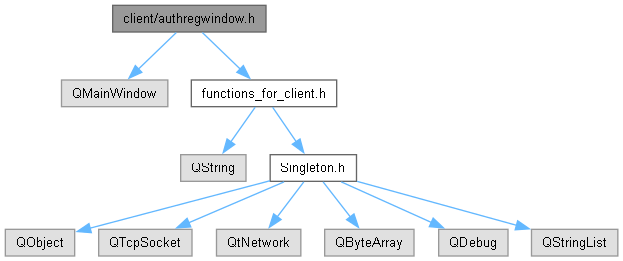 client/authregwindow.h
QMainWindow
functions_for_client.h
QString
Singleton.h
QObject
QTcpSocket
QtNetwork
QByteArray
QDebug
QStringList